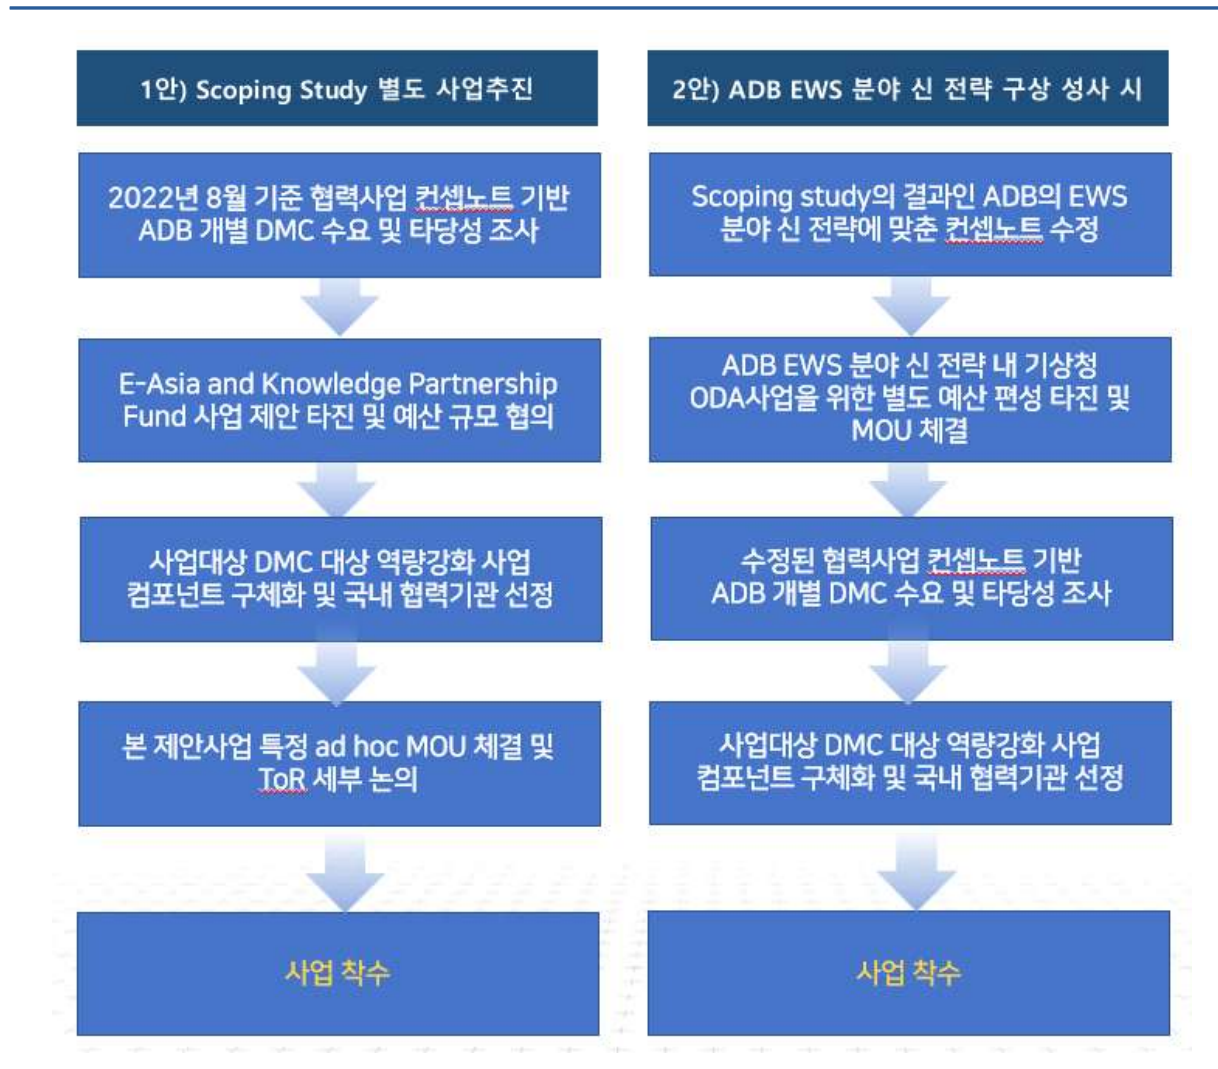 1안) Scoping Study 별도 사업추진
2022년 8월 기준 협력사업 컨셉노트 기반
ADB 개별 DMC 수요 및 타당성 조사
E-Asia and Knowledge Partnership
Fund 사업 제안 타진 및 예산 규모 협의
사업대상 DMC 대상 역량강화 사업
컴포넌트 구체화 및 국내 협력기관 선정
본 제안사업 특정 ad hoc MOU 체결 및
ToR 세부 논의
사업 착수
2안) ADB EWS 분야 신 전략 구상 성사 시
Scoping study의 결과인 ADB의 EWS
분야 신 전략에 맞춘 컨셉노트 수정
ADB EWS 분야 신 전략 내 기상청
ODA사업을 위한 별도 예산 편성 타진 및
MOU 체결
수정된 협력사업 컨셉노트 기반
ADB 개별 DMC 수요 및 타당성 조사
사업대상 DMC 대상 역량강화 사업
컴포넌트 구체화 및 국내 협력기관 선정
사업 착수